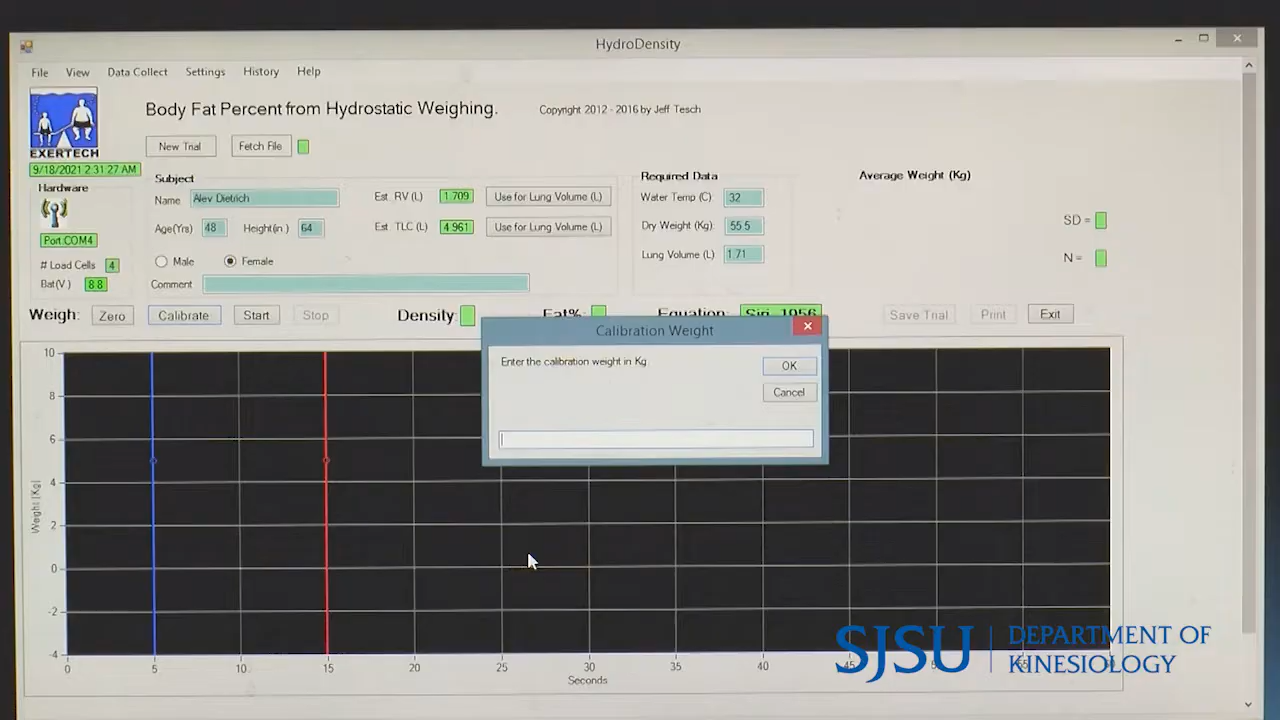 HydroDensity
File View Data Collect Settings History Help
Body Fat Percent from Hydrostatic Weighing. Copyright 2012 - 2016 by Jeff Tesch
EXERTECH
New Trial Fetch File
9/18/2021 2:31:27 AM
Hardware
Port:COM4
# Load Cells 4
Bat(V.) 8.8
Subject
Name Alev Dietrich
Age(Yrs) 48 Height(in.) 64
Male Female
Comment
Est. RV (L) 1.709 Use for Lung Volume (L)
Est. TLC (L) 4.961 Use for Lung Volume (L)
Required Data
Water Temp (C) 32
Dry Weight (Kg) 55.5
Lung Volume (L) 1.71
Average Weight (Kg)
SD =
N =
Weigh: Zero Calibrate Start Stop Density: Fat%: Equation: Siri, 1956 Save Trial Print Exit
Calibration Weight
Enter the calibration weight in Kg.
OK
Cancel
10
8
6
4
2
0
-2
-4
Weight (Kg)
0 5 10 15 20 25 30 35 40 45
Seconds
SJSU | DEPARTMENT OF
KINESIOLOGY